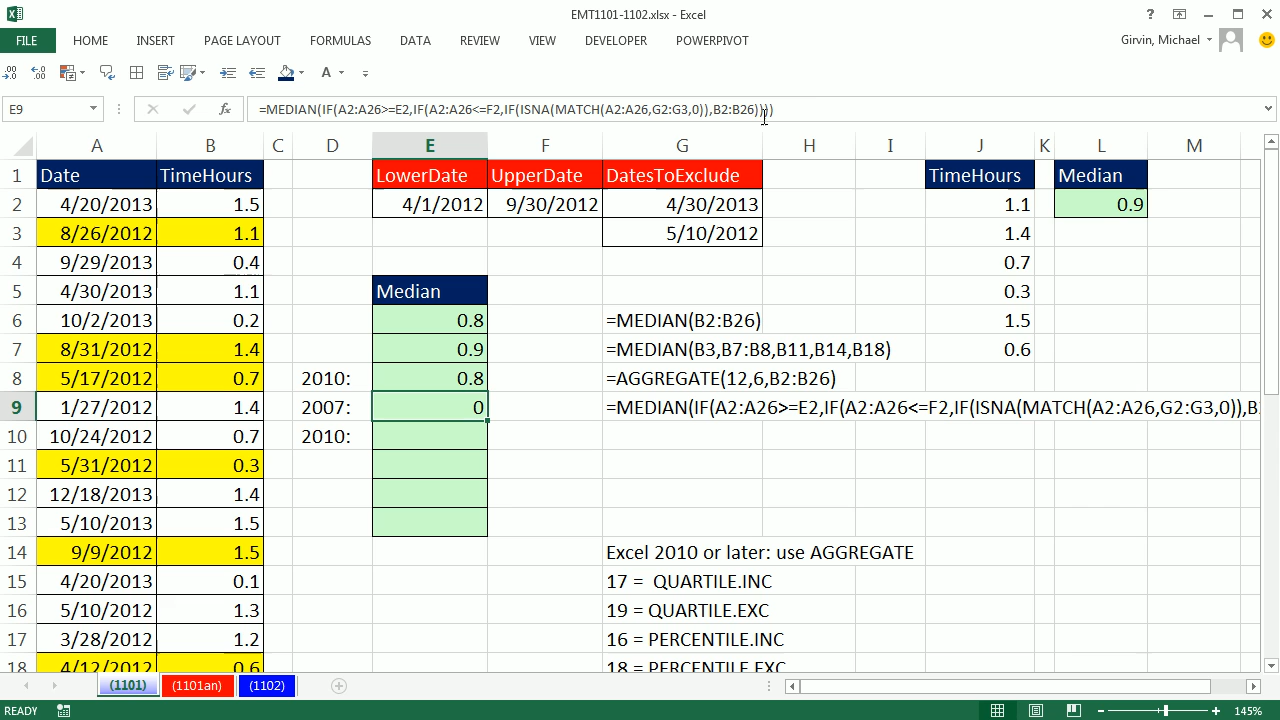 EMT1101-1102.xlsx - Excel
FILE HOME INSERT PAGE LAYOUT FORMULAS DATA REVIEW VIEW DEVELOPER POWERPIVOT Girvin, Michael
E9 =MEDIAN(IF(A2:A26>=E2,IF(A2:A26<=F2,IF(ISNA(MATCH(A2:A26,G2:G3,0)),B2:B26))))
A B C D E F G H I J K L M
1 Date TimeHours LowerDate UpperDate DatesToExclude TimeHours Median
2 4/20/2013 1.5 4/1/2012 9/30/2012 4/30/2013 1.1 0.9
3 8/26/2012 1.1 5/10/2012 1.4
4 9/29/2013 0.4 0.7
5 4/30/2013 1.1 Median 0.3
6 10/2/2013 0.2 0.8 =MEDIAN(B2:B26) 1.5
7 8/31/2012 1.4 0.9 =MEDIAN(B3,B7:B8,B11,B14,B18) 0.6
8 5/17/2012 0.7 2010: 0.8 =AGGREGATE(12,6,B2:B26)
9 1/27/2012 1.4 2007: 0 =MEDIAN(IF(A2:A26>=E2,IF(A2:A26<=F2,IF(ISNA(MATCH(A2:A26,G2:G3,0)),B2
10 10/24/2012 0.7 2010:
11 5/31/2012 0.3
12 12/18/2013 1.4
13 5/10/2013 1.5
14 9/9/2012 1.5 Excel 2010 or later: use AGGREGATE
15 4/20/2013 0.1 17 = QUARTILE.INC
16 5/10/2012 1.3 19 = QUARTILE.EXC
17 3/28/2012 1.2 16 = PERCENTILE.INC
18 4/12/2012 0.6 18 = PERCENTILE.EXC
(1101) (1101an) (1102)
READY 145%